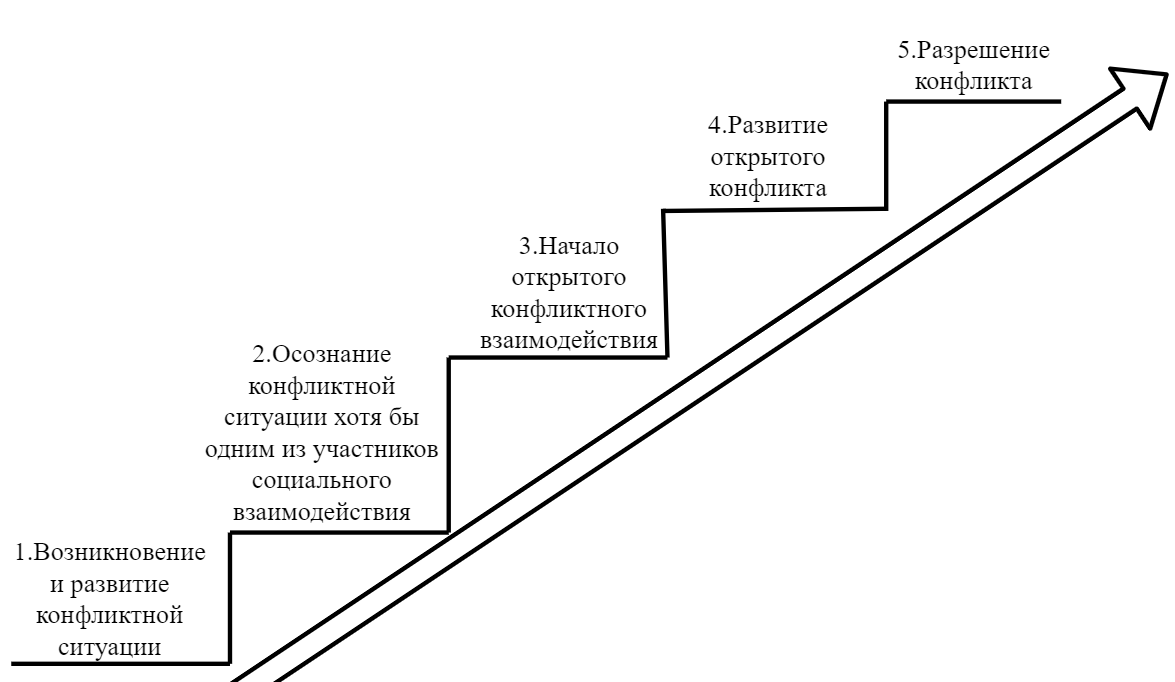 1.Возникновение
и развитие
конфликтной
ситуации
2.Осознание
конфликтной
ситуации хотя бы
одним из участников
социального
взаимодействия
3.Начало
открытого
конфликтного
взаимодействия
4.Развитие
открытого
конфликта
5.Разрешение
конфликта